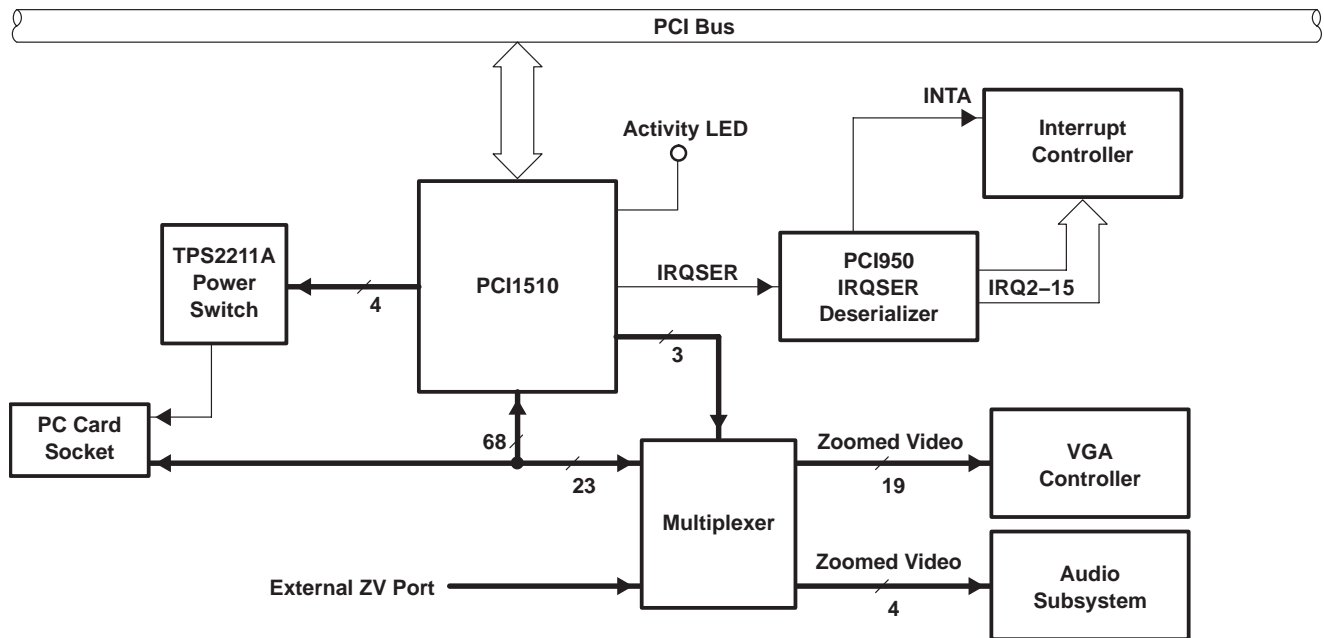 PCI Bus
INTA
Interrupt
Controller
Activity LED
TPS2211A
Power
Switch
4
PCI1510
IRQSER
PCI950
IRQSER
Deserializer
IRQ2–15
3
PC Card
Socket
68
23
Multiplexer
Zoomed Video
19
VGA
Controller
External ZV Port
Zoomed Video
4
Audio
Subsystem